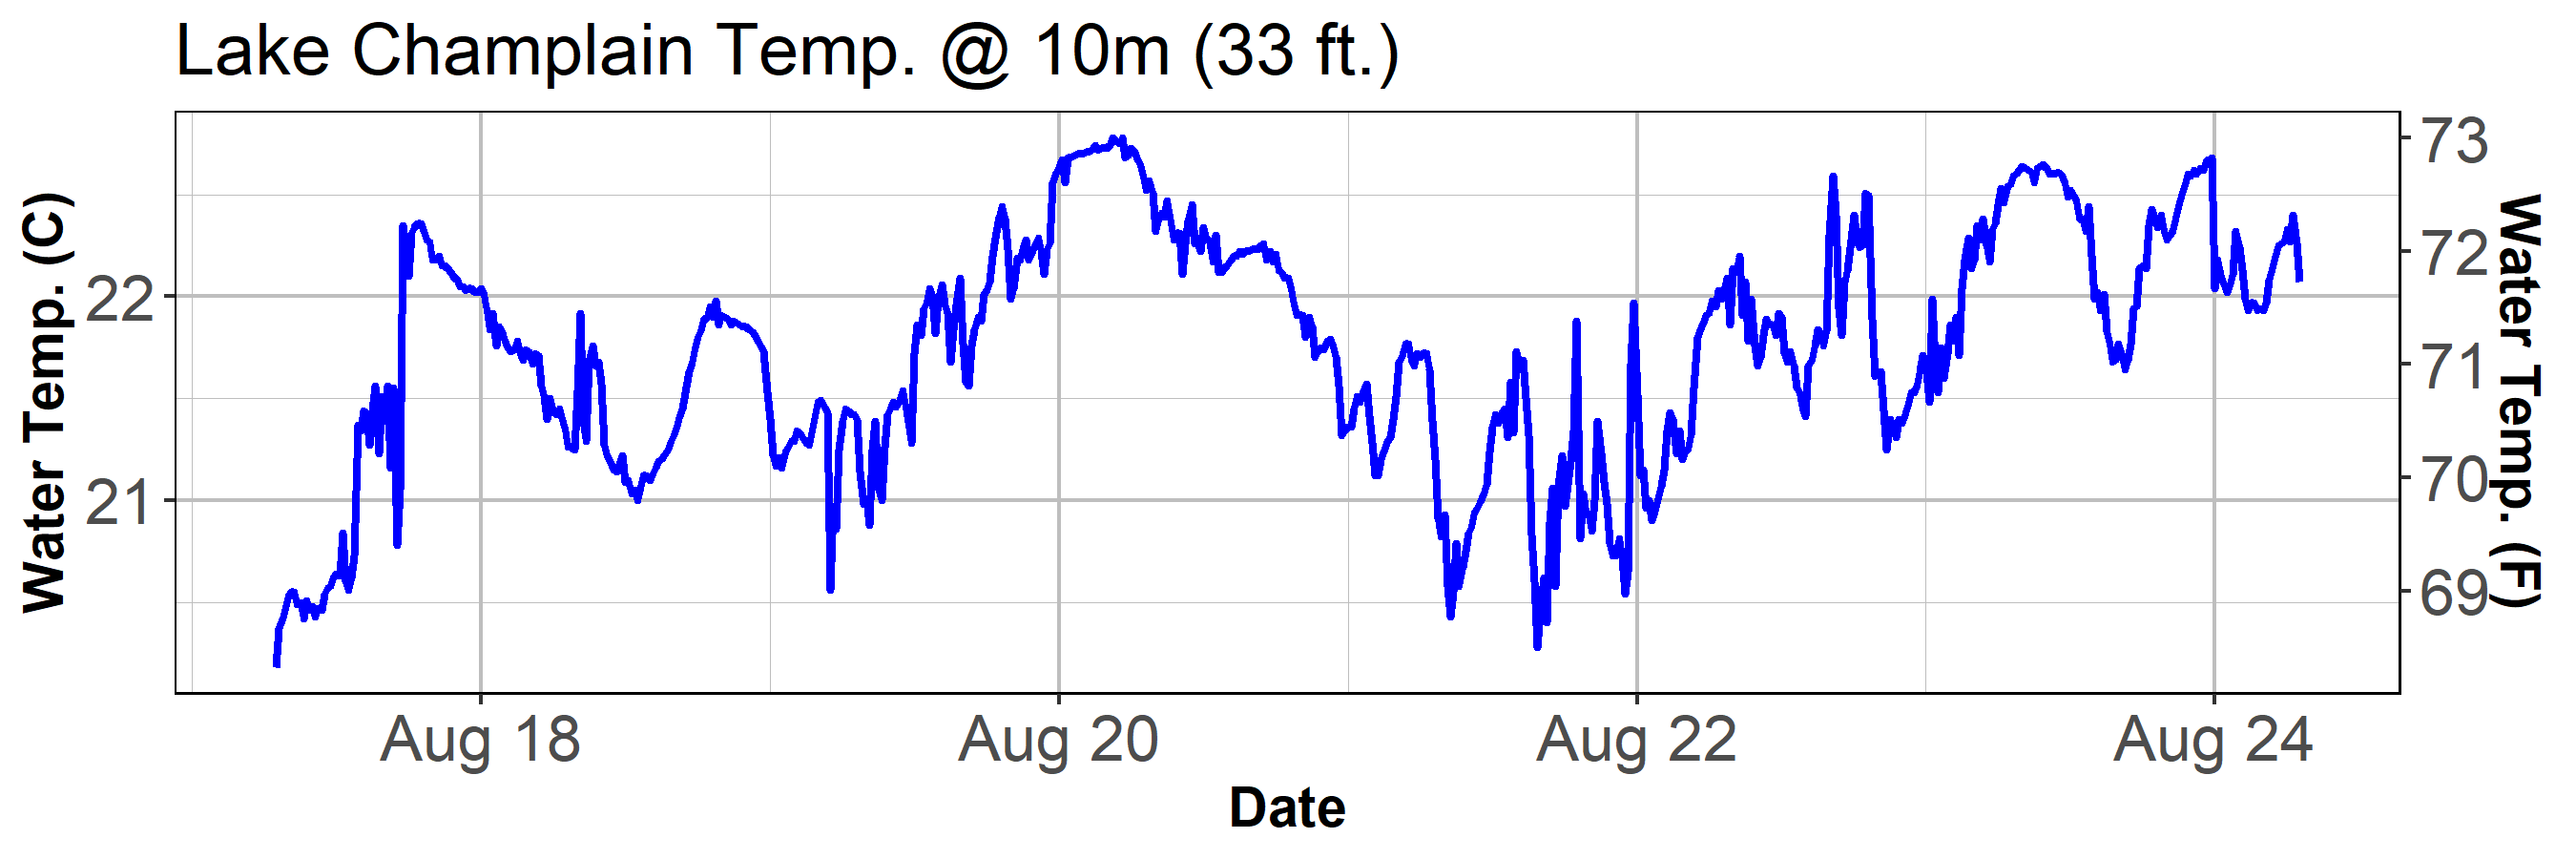 Lake Champlain Temp. @ 10m (33 ft.)
Water Temp. (C)
22
21
73
72
71
70
69
Water Temp. (F)
Aug 18
Aug 20
Aug 22
Aug 24
Date